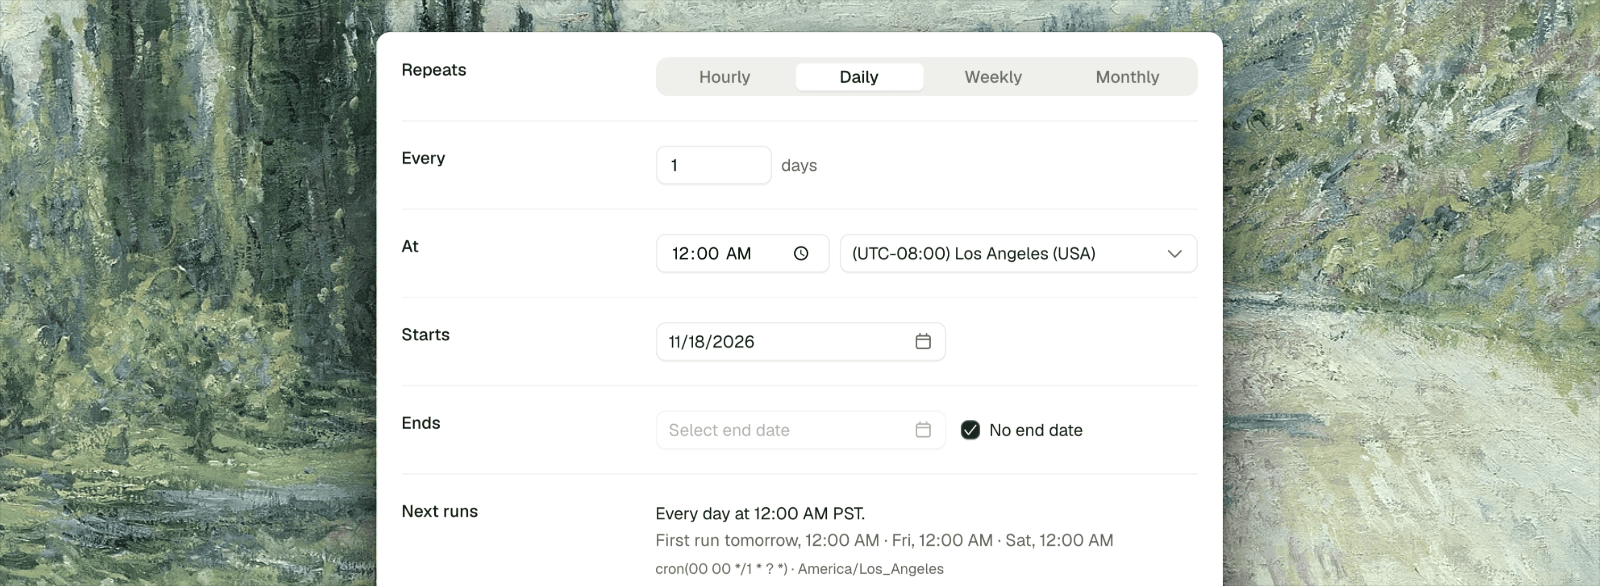 Repeats
Hourly Daily Weekly Monthly
Every
1 days
At
12:00 AM (UTC-08:00) Los Angeles (USA)
Starts
11/18/2026
Ends
Select end date No end date
Next runs
Every day at 12:00 AM PST.
First run tomorrow, 12:00 AM · Fri, 12:00 AM · Sat, 12:00 AM
cron(00 00 */1 * ? *) · America/Los_Angeles